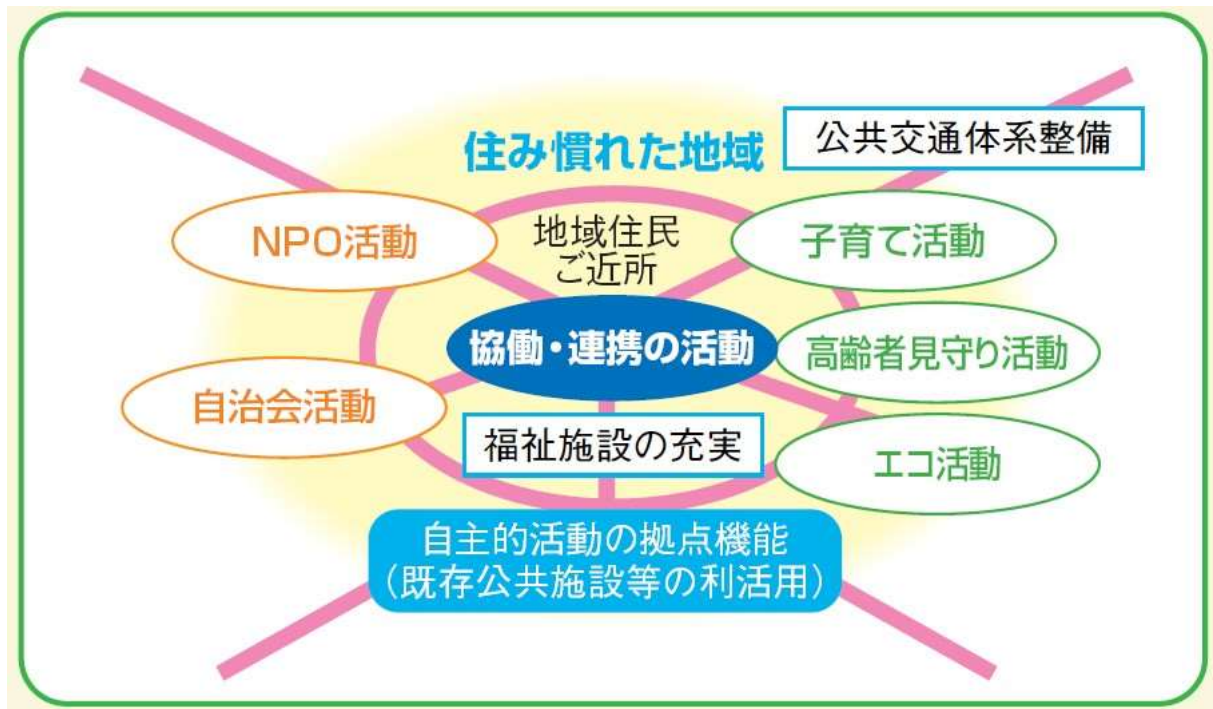 住み慣れた地域
公共交通体系整備
NPO活動
地域住民
ご近所
子育て活動
協働・連携の活動
高齢者見守り活動
自治会活動
福祉施設の充実
エコ活動
自主的活動の拠点機能
（既存公共施設等の利活用）